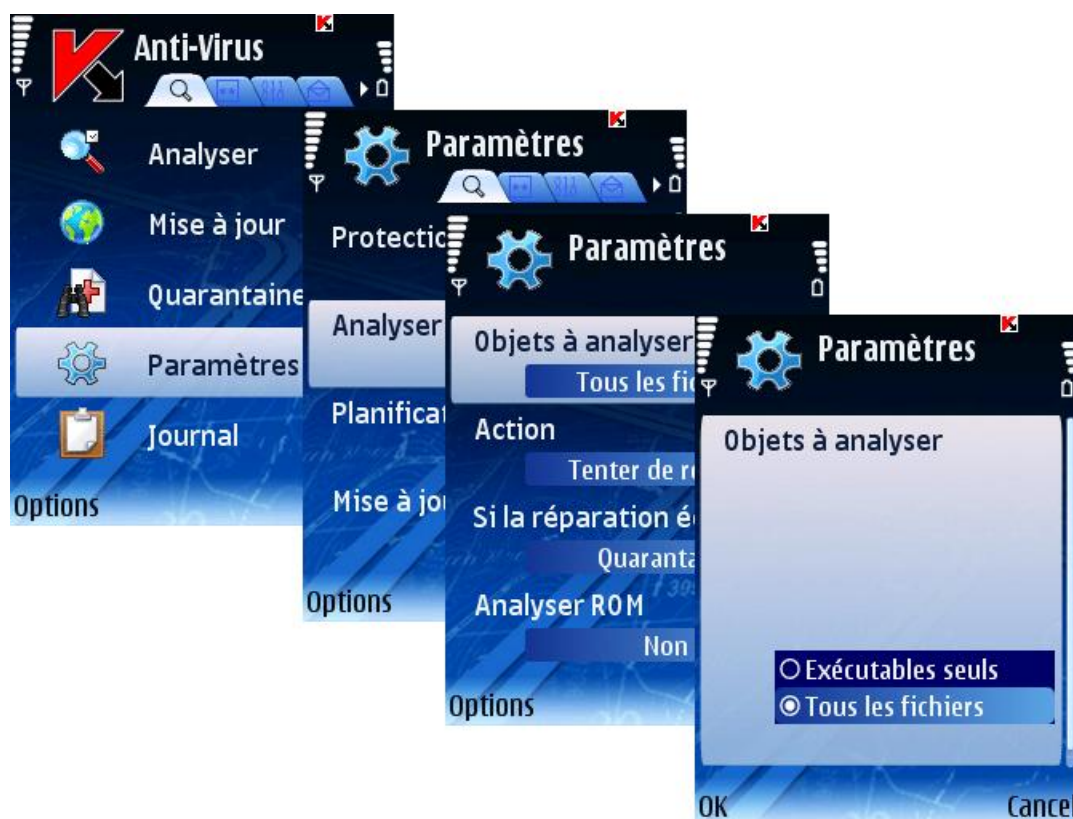 Anti-Virus
Analyser
Mise à jour
Quarantaine
Paramètres
Journal
Options
Paramètres
Protectic
Analyser
Planificat
Mise à jou
Options
Paramètres
Objets à analyser
Tous les fic
Action
Tenter de r
Si la réparation é
Quaranta
Analyser ROM
Non
Options
Paramètres
Objets à analyser
Exécutables seuls
Tous les fichiers
OK
Cancel